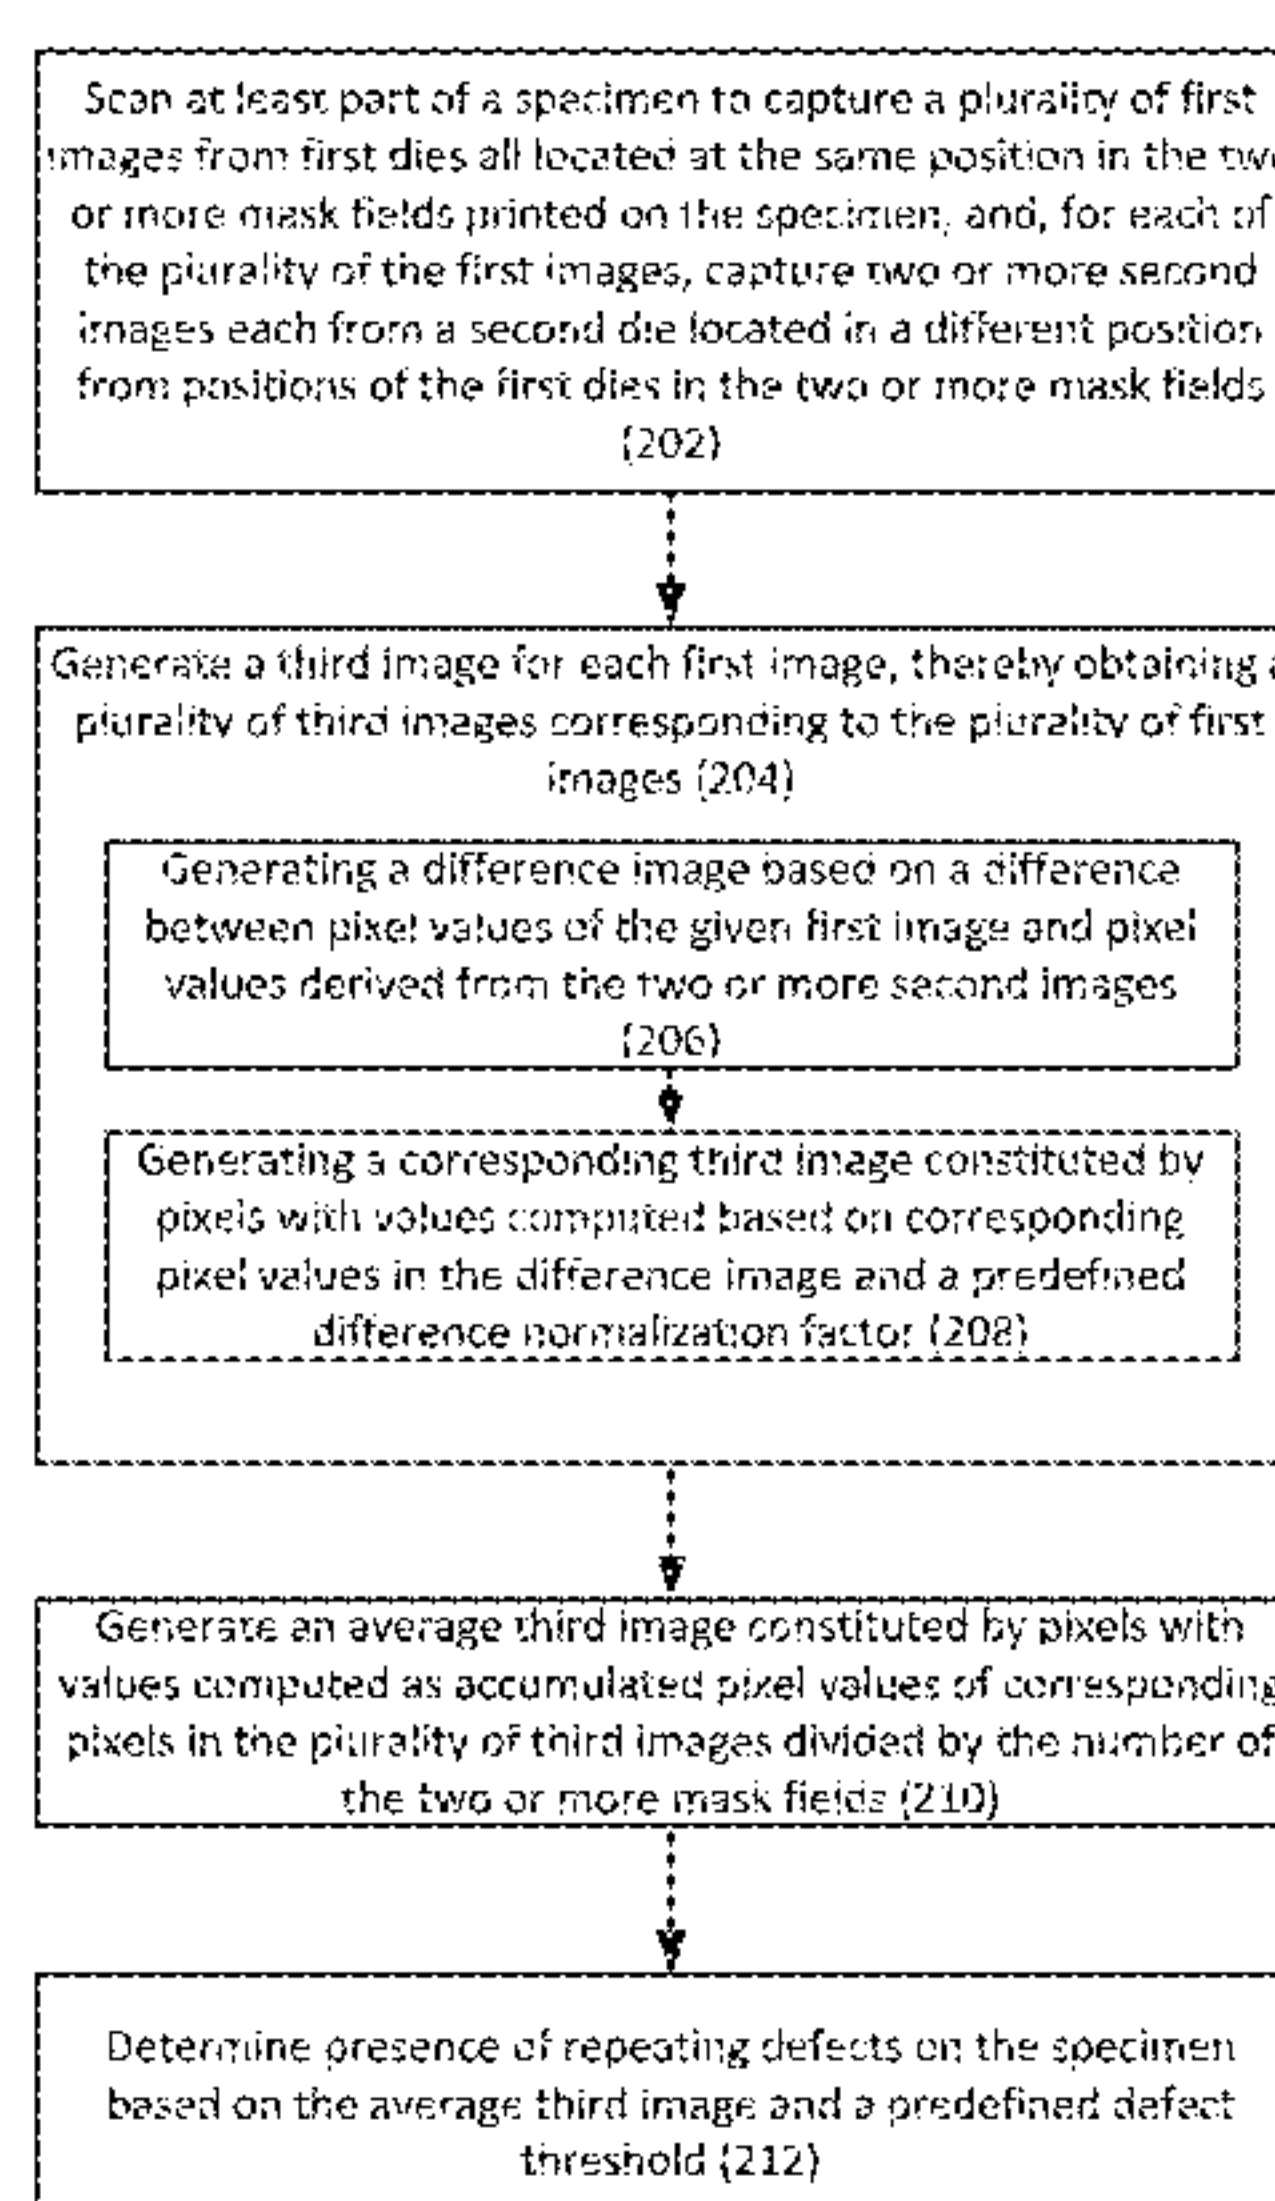 Scan at least part of a specimen to capture a plurality of first
images from first dies all located at the same position in the two
or more mask fields printed on the specimen, and, for each of
the plurality of the first images, capture two or more second
images each from a second die located in a different position
from positions of the first dies in the two or more mask fields
(202)
Generate a third image for each first image, thereby obtaining a
plurality of third images corresponding to the plurality of first
images (204)
Generating a difference image based on a difference
between pixel values of the given first image and pixel
values derived from the two or more second images
(206)
Generating a corresponding third image constituted by
pixels with values computed based on corresponding
pixel values in the difference image and a predefined
difference normalization factor (208)
Generate an average third image constituted by pixels with
values computed as accumulated pixel values of corresponding
pixels in the plurality of third images divided by the number of
the two or more mask fields (210)
Determine presence of repeating defects on the specimen
based on the average third image and a predefined defect
threshold (212)